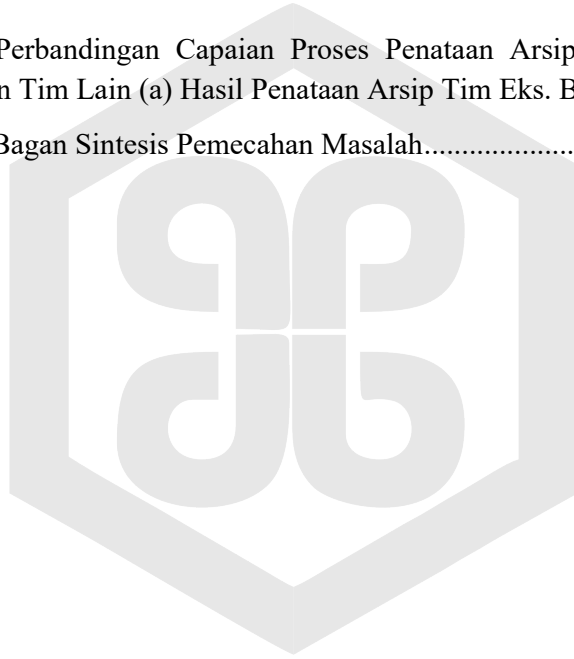 Perbandingan Capaian Proses Penataan Arsip
n Tim Lain (a) Hasil Penataan Arsip Tim Eks. B
Bagan Sintesis Pemecahan Masalah...................